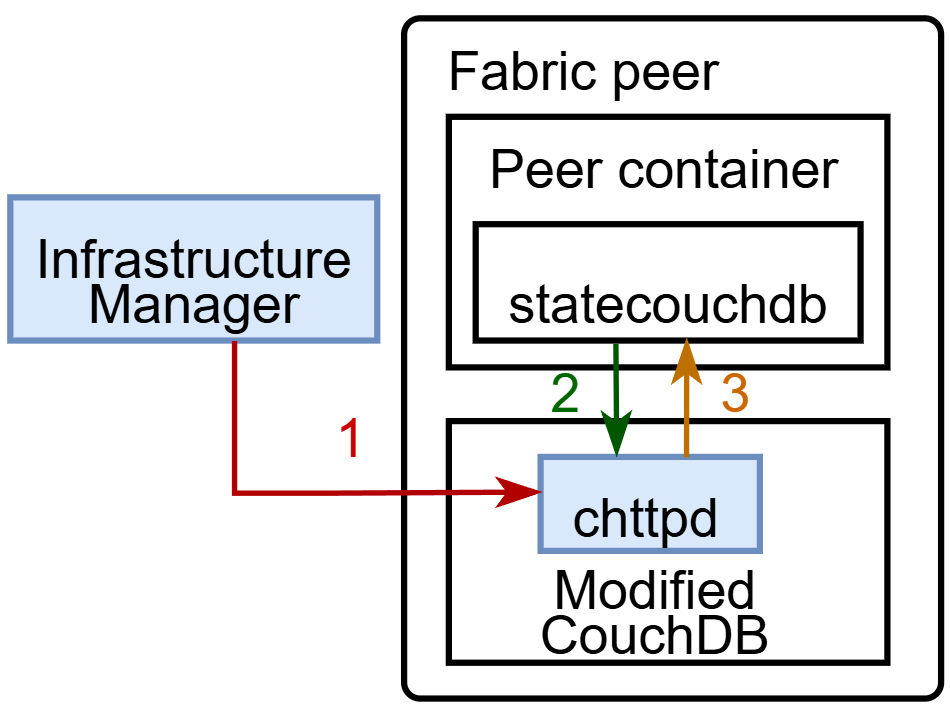 Fabric peer
Peer container
Infrastructure
Manager
statecouchdb
2
3
1
chttpd
Modified
CouchDB